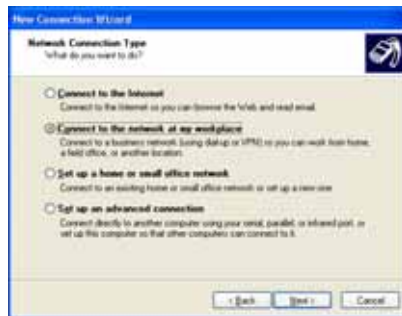 New Connection Wizard
Network Connection Type
What do you want to do?
Connect to the Internet
Connect to the Internet so you can browse the Web and read email.
Connect to the network at my workplace
Connect to a business network (using dial-up or VPN) so you can work from home,
a field office, or another location.
Set up a home or small office network
Connect to an existing home or small office network or set up a new one.
Set up an advanced connection
Connect directly to another computer using your serial, parallel, or infrared port, or
set up this computer so that other computers can connect to it.
< Back
Next >
Cancel